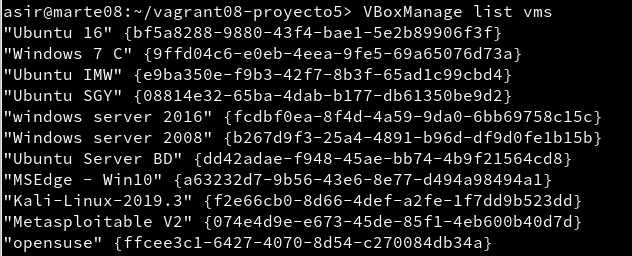 asir@marte08:~/vagrant08-proyecto5> VBoxManage list vms
"Ubuntu 16" {bf5a8288-9880-43f4-bae1-5e2b89906f3f}
"Windows 7 C" {9ffd04c6-e0eb-4eea-9fe5-69a65076d73a}
"Ubuntu IMW" {e9ba350e-f9b3-42f7-8b3f-65ad1c99cbd4}
"Ubuntu SGY" {08814e32-65ba-4dab-b177-db61350be9d2}
"windows server 2016" {fcdbf0ea-8f4d-4a59-9da0-6bb69758c15c}
"Windows server 2008" {b267d9f3-25a4-4891-b96d-df9d0fe1b15b}
"Ubuntu Server BD" {dd42adae-f948-45ae-bb74-4b9f21564cd8}
"MSEdge - Win10" {a63232d7-9b56-43e6-8e77-d494a98494a1}
"Kali-Linux-2019.3" {f2e66cb0-8d66-4def-a2fe-1f7dd9b523dd}
"Metasploitable V2" {074e4d9e-e673-45de-85f1-4eb600b40d7d}
"opensuse" {ffcee3c1-6427-4070-8d54-c270084db34a}